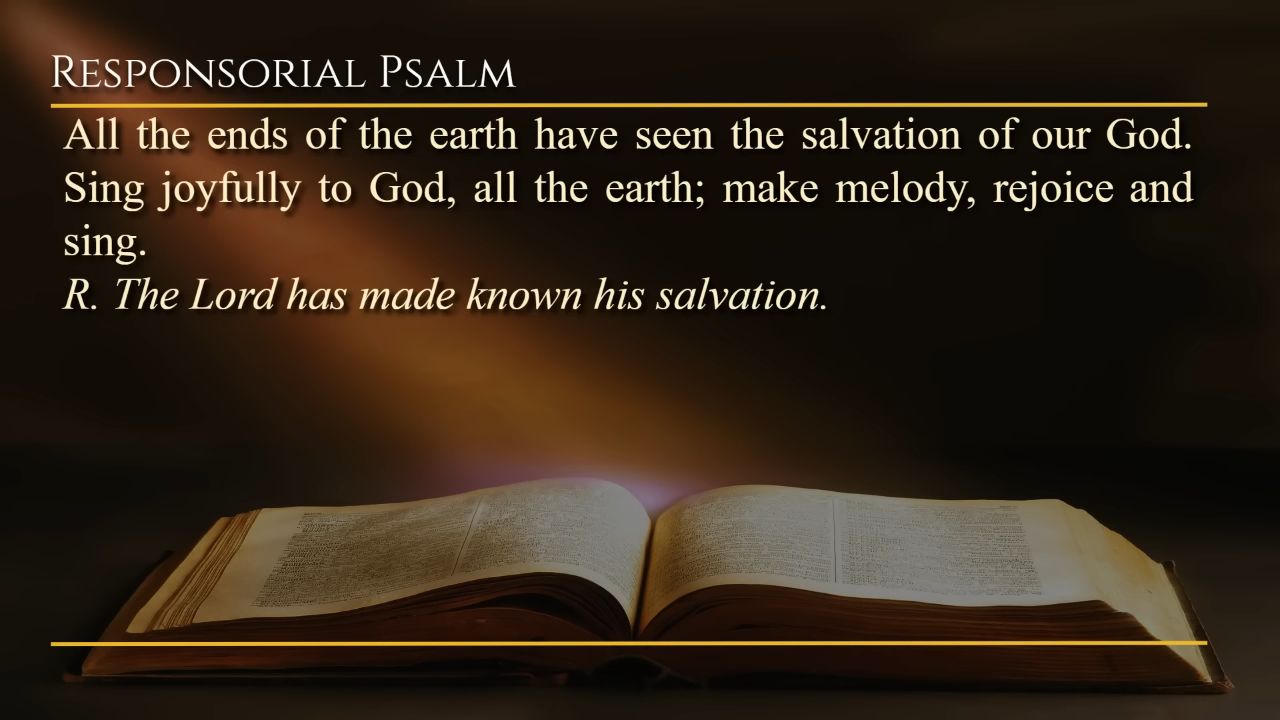 Responsorial Psalm
All the ends of the earth have seen the salvation of our God.
Sing joyfully to God, all the earth; make melody, rejoice and
sing.
R. The Lord has made known his salvation.